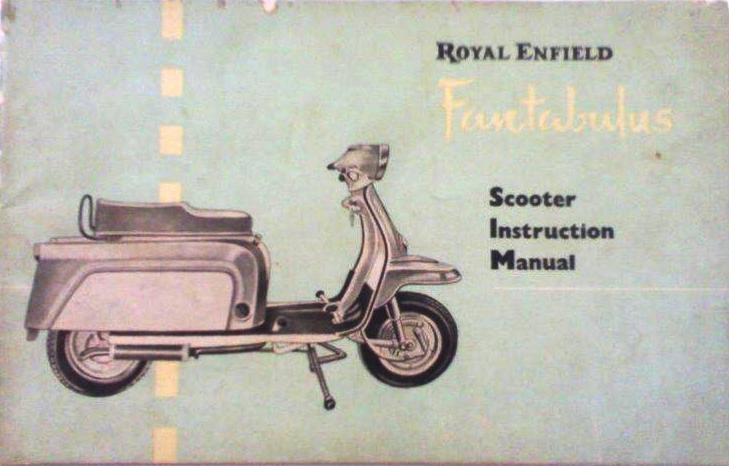 ROYAL ENFIELD
Fantabulus
Scooter
Instruction
Manual